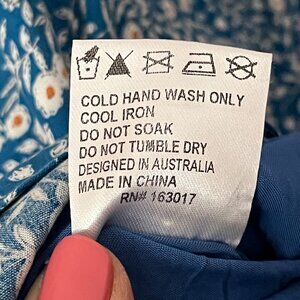 COLD HAND WASH ONLY
COOL IRON
DO NOT SOAK
DO NOT TUMBLE DRY
DESIGNED IN AUSTRALIA
MADE IN CHINA
RN# 163017